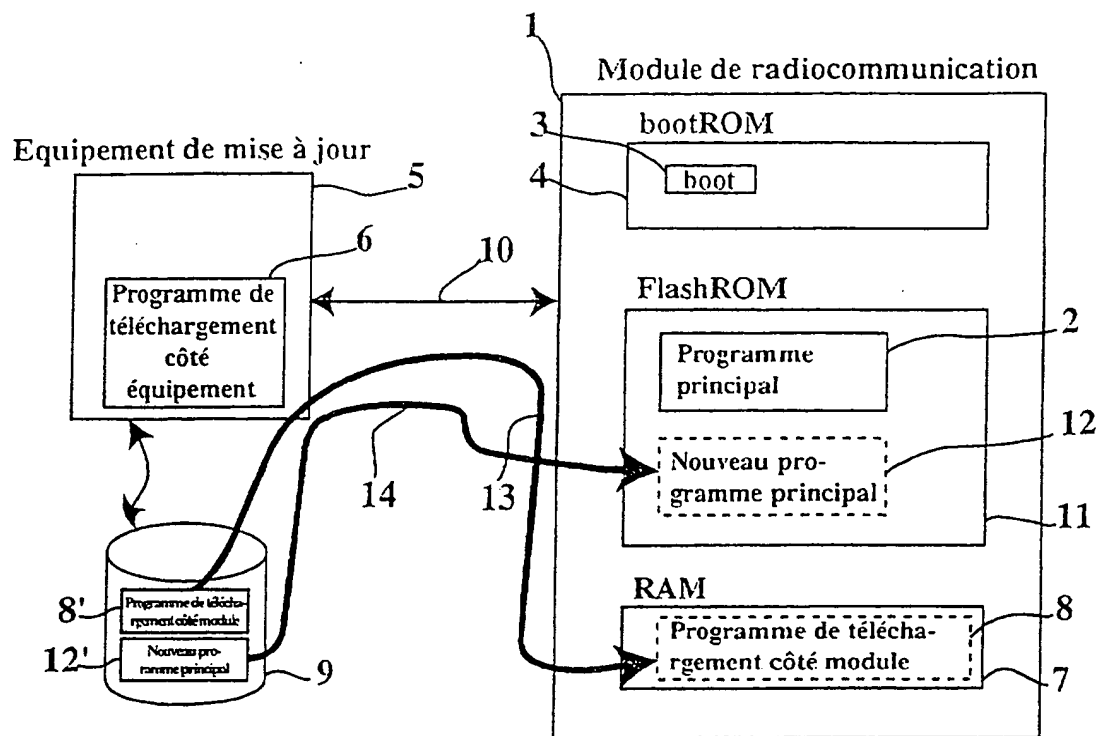 1
Module de radiocommunication
3
bootROM
4
boot
Equipement de mise à jour
5
6
10
Programme de
téléchargement
côté
équipement
FlashROM
2
Programme
principal
12
Nouveau pro-
gramme principal
14
13
11
RAM
8
Programme de télécha-
rgement côté module
7
8'
Programme de télécha-
rgement côté module
12'
Nouveau pro-
ramme principal
9